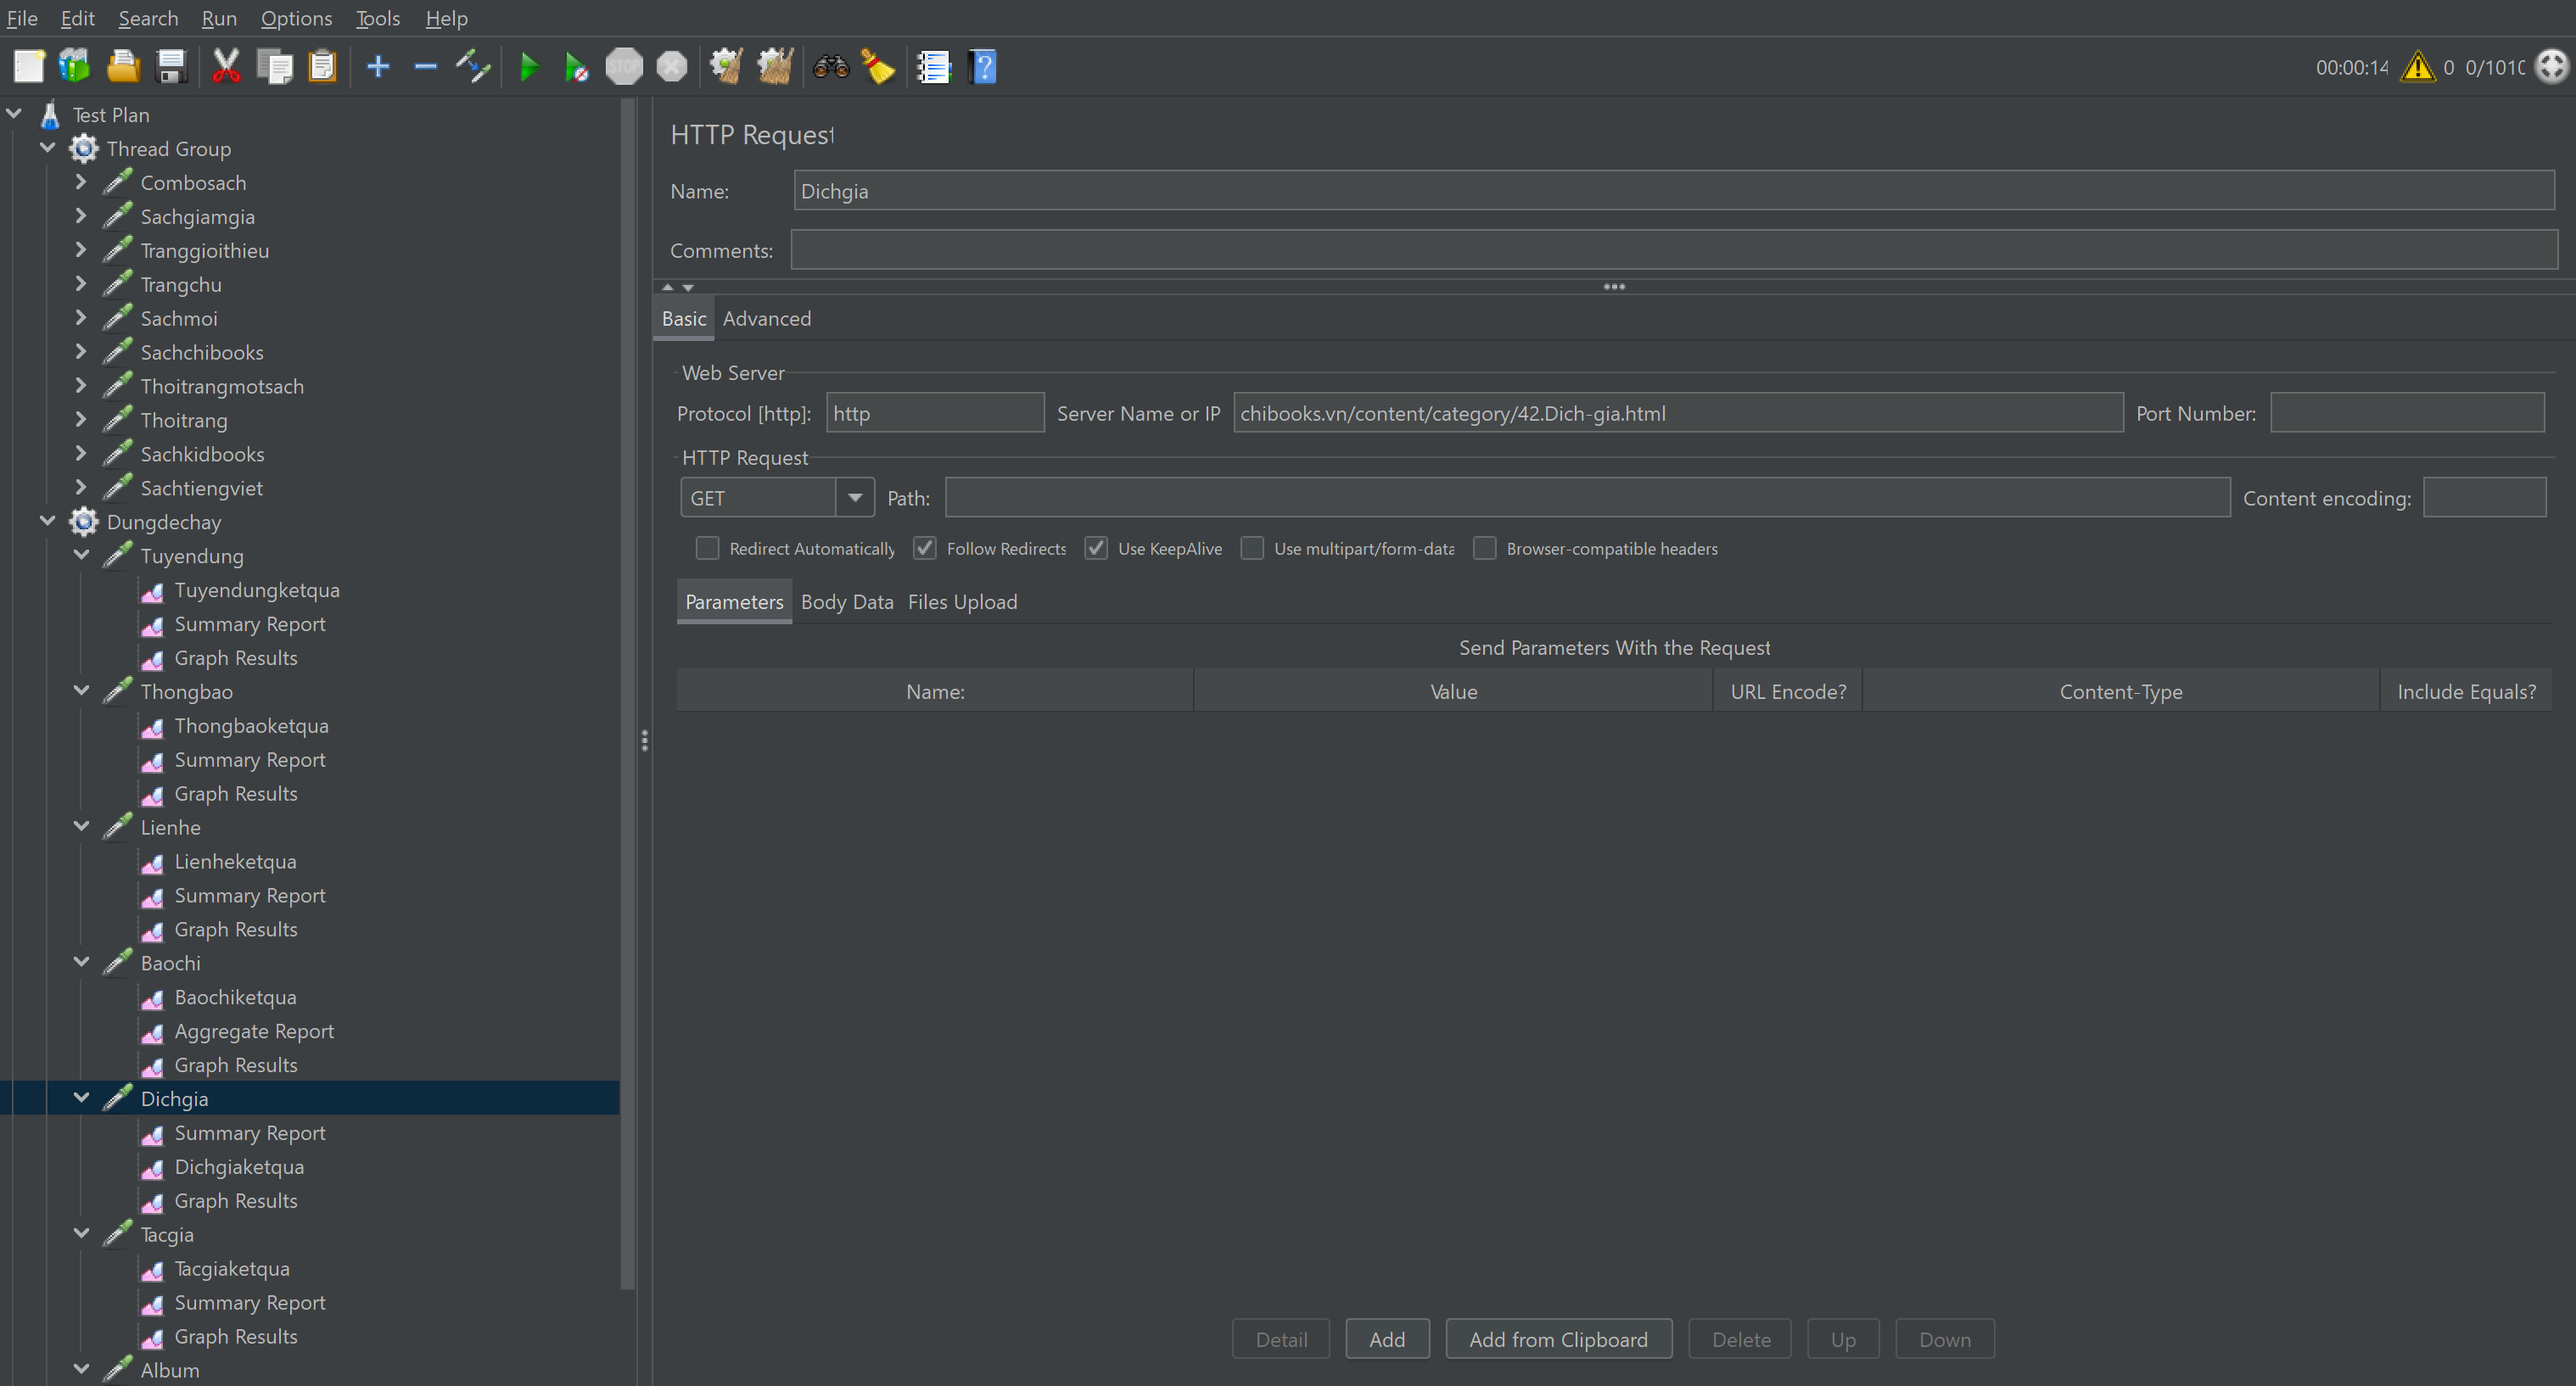 File Edit Search Run Options Tools Help
STOP ? 00:00:14 0 0/1010
Test Plan
Thread Group
Combosach
Sachgiamgia
Tranggioithieu
Trangchu
Sachmoi
Sachchibooks
Thoitrangmotsach
Thoitrang
Sachkidbooks
Sachtiengviet
Dungdechay
Tuyendung
Tuyendungketqua
Summary Report
Graph Results
Thongbao
Thongbaoketqua
Summary Report
Graph Results
Lienhe
Lienheketqua
Summary Report
Graph Results
Baochi
Baochiketqua
Aggregate Report
Graph Results
Dichgia
Summary Report
Dichgiaketqua
Graph Results
Tacgia
Tacgiaketqua
Summary Report
Graph Results
Album
HTTP Request
Name: Dichgia
Comments:
Basic Advanced
Web Server
Protocol [http]: http Server Name or IP chibooks.vn/content/category/42.Dich-gia.html Port Number:
HTTP Request
GET Path: Content encoding:
Redirect Automatically Follow Redirects Use KeepAlive Use multipart/form-data Browser-compatible headers
Parameters Body Data Files Upload
Send Parameters With the Request
Name: Value URL Encode? Content-Type Include Equals?
Detail Add Add from Clipboard Delete Up Down